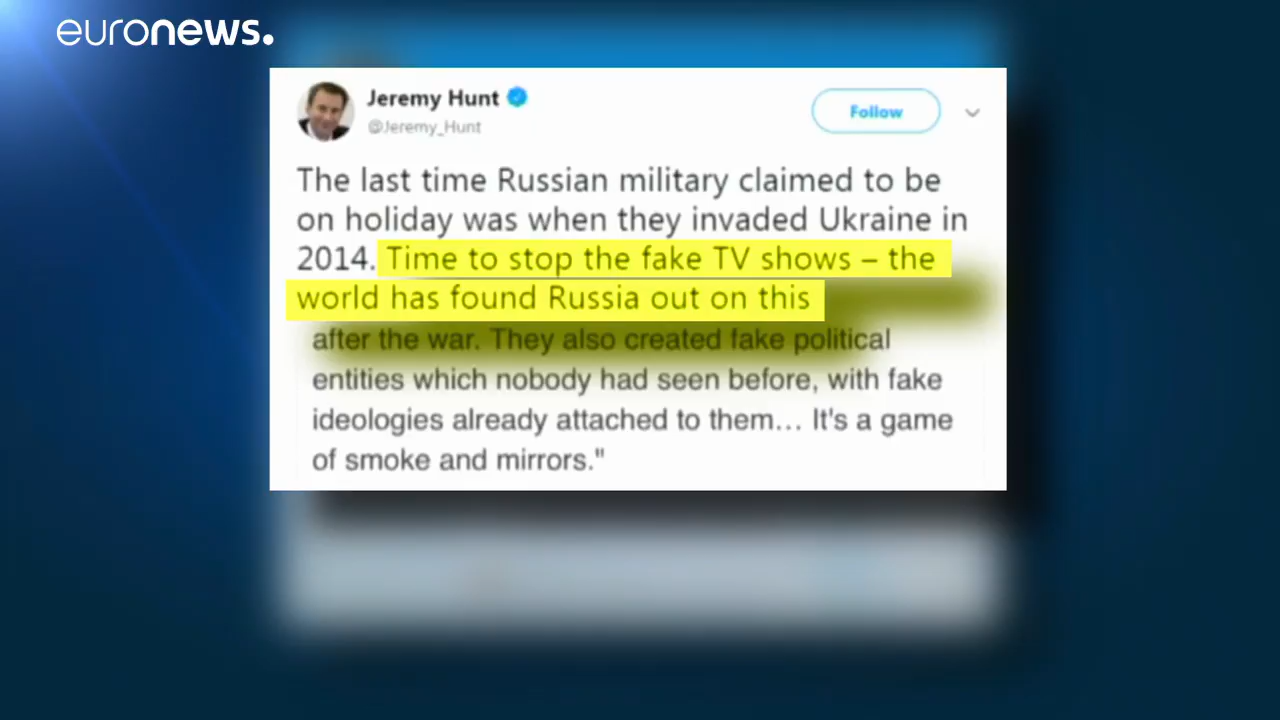 euronews.
Jeremy Hunt
@Jeremy_Hunt
Follow
The last time Russian military claimed to be
on holiday was when they invaded Ukraine in
2014. Time to stop the fake TV shows – the
world has found Russia out on this
after the war. They also created fake political
entities which nobody had seen before, with fake
ideologies already attached to them... It's a game
of smoke and mirrors."